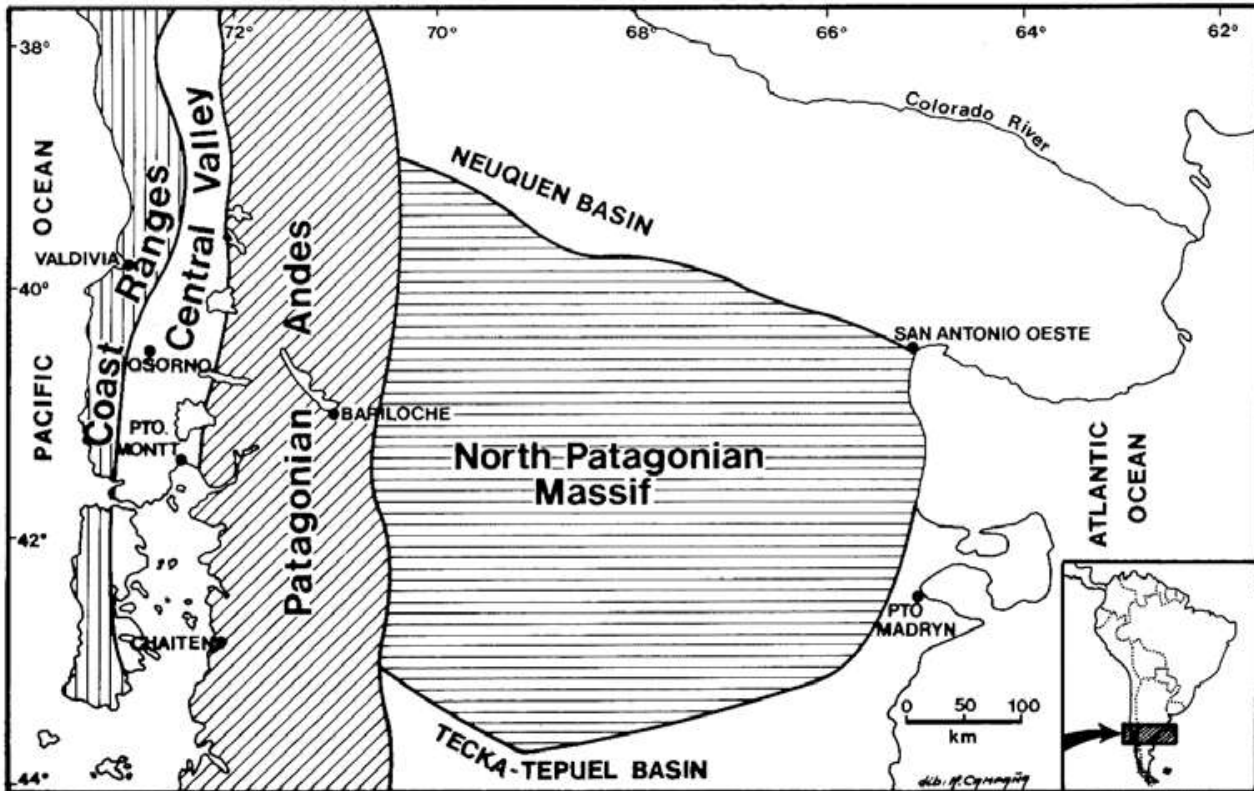 72°
70°
68°
66°
64°
62°
38°
40°
42°
44°
PACIFIC OCEAN
Coast Ranges
Central Valley
Patagonian Andes
NEUQUEN BASIN
Colorado River
VALDIVIA
OSORNO
PTO.
MONTT
BARILOCHE
CHAITEN
SAN ANTONIO OESTE
North Patagonian
Massif
ATLANTIC
OCEAN
PTO
MADRYN
TECKA-TEPUEL BASIN
0 50 100
km
dib. M. CAMPAÑA